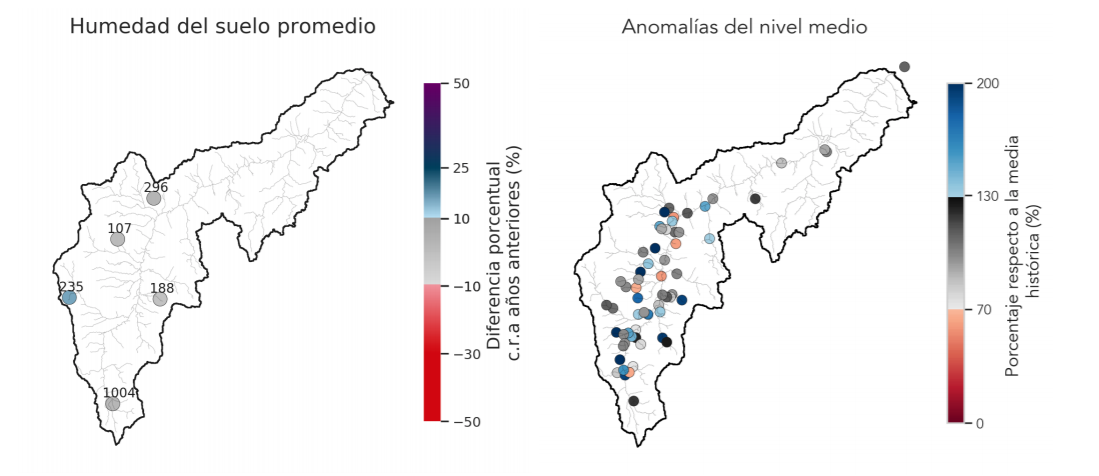 Humedad del suelo promedio
296
107
235
188
1004
50
25
10
−10
−30
−50
Diferencia porcentual
c.r.a años anteriores (%)
Anomalías del nivel medio
200
130
70
0
Porcentaje respecto a la media
histórica (%)